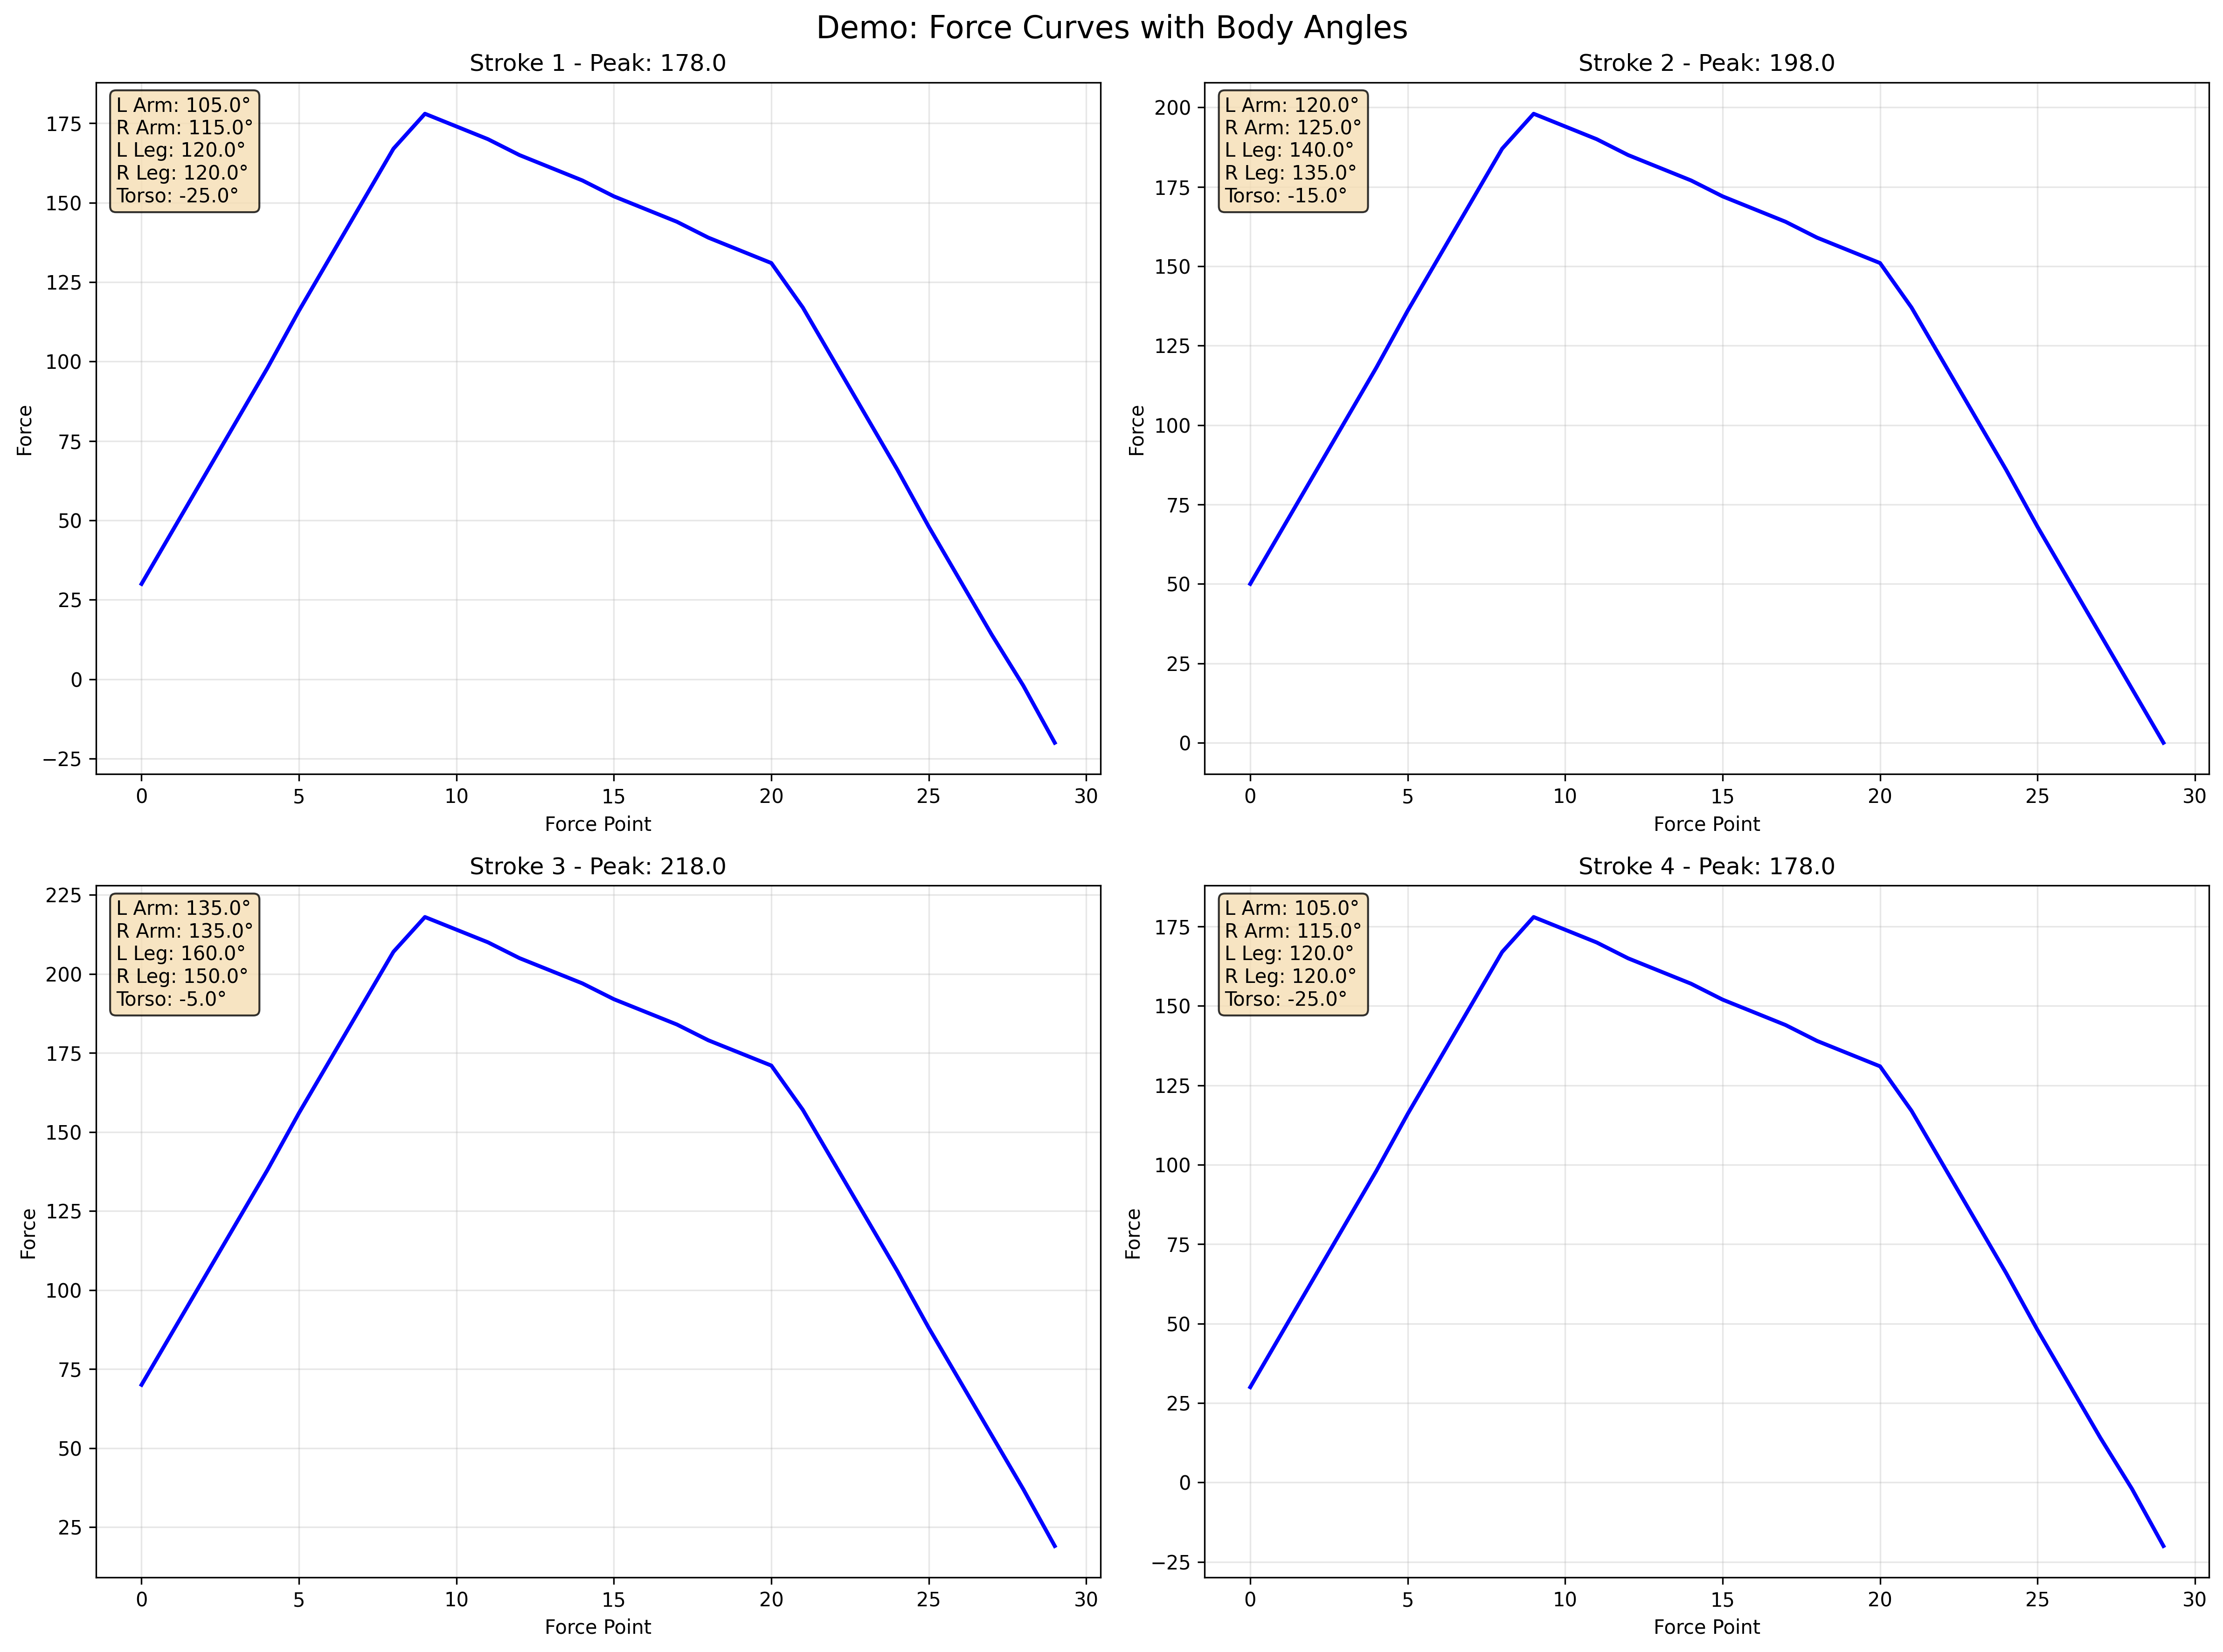 Demo: Force Curves with Body Angles
Stroke 1 - Peak: 178.0
L Arm: 105.0°
R Arm: 115.0°
L Leg: 120.0°
R Leg: 120.0°
Torso: -25.0°
175
150
125
100
75
50
25
0
−25
Force
0 5 10 15 20 25 30
Force Point
Stroke 2 - Peak: 198.0
L Arm: 120.0°
R Arm: 125.0°
L Leg: 140.0°
R Leg: 135.0°
Torso: -15.0°
200
175
150
125
100
75
50
25
0
Force
0 5 10 15 20 25 30
Force Point
Stroke 3 - Peak: 218.0
L Arm: 135.0°
R Arm: 135.0°
L Leg: 160.0°
R Leg: 150.0°
Torso: -5.0°
225
200
175
150
125
100
75
50
25
Force
0 5 10 15 20 25 30
Force Point
Stroke 4 - Peak: 178.0
L Arm: 105.0°
R Arm: 115.0°
L Leg: 120.0°
R Leg: 120.0°
Torso: -25.0°
175
150
125
100
75
50
25
0
−25
Force
0 5 10 15 20 25 30
Force Point